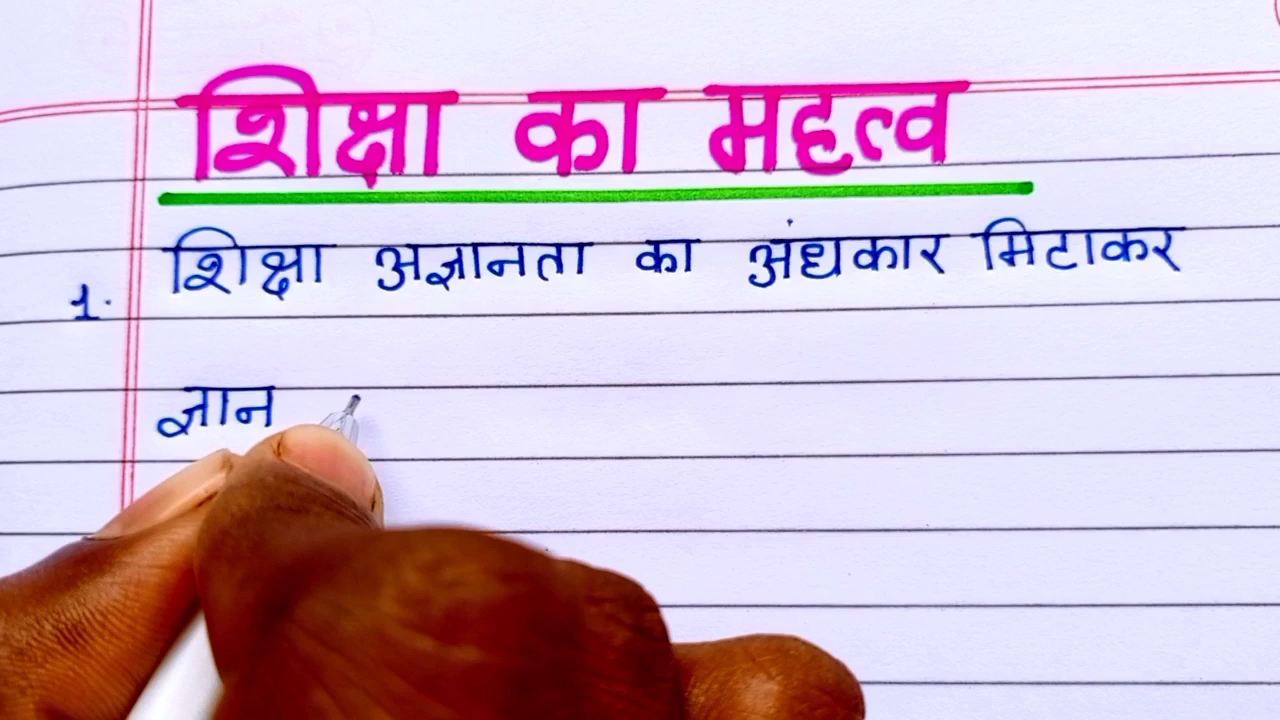 शिक्षा का महत्व
1. शिक्षा अज्ञानता का अंधकार मिटाकर
ज्ञान